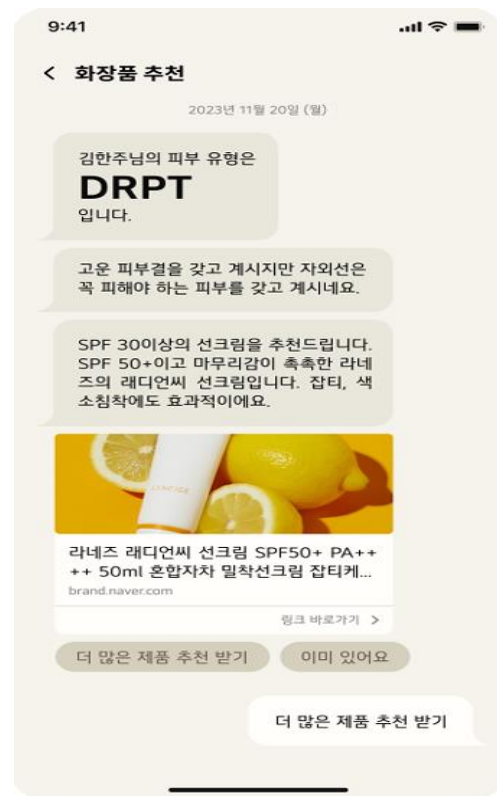 9:41
< 화장품 추천
2023년 11월 20일 (월)
김한주님의 피부 유형은
DRPT
입니다.
고운 피부결을 갖고 계시지만 자외선은
꼭 피해야 하는 피부를 갖고 계시네요.
SPF 30이상의 선크림을 추천드립니다.
SPF 50+이고 마무리감이 촉촉한 라네
즈의 래디언씨 선크림입니다. 잡티, 색
소침착에도 효과적이에요.
LANEIGE
라네즈 래디언씨 선크림 SPF50+ PA++
++ 50ml 혼합자차 밀착선크림 잡티케...
brand.naver.com
링크 바로가기 >
더 많은 제품 추천 받기 이미 있어요
더 많은 제품 추천 받기